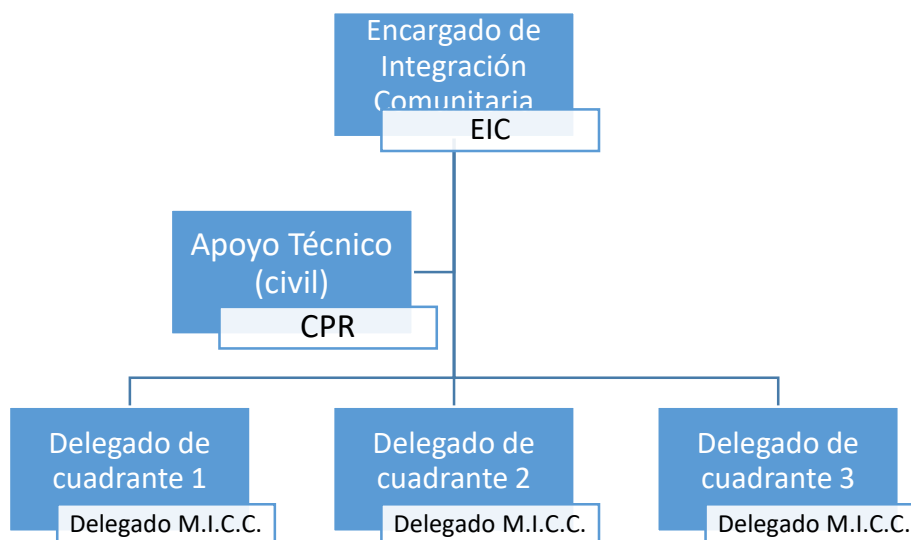 Encargado de
Integración
Comunitaria
EIC
Apoyo Técnico
(civil)
CPR
Delegado de
cuadrante 1
Delegado M.I.C.C.
Delegado de
cuadrante 2
Delegado M.I.C.C.
Delegado de
cuadrante 3
Delegado M.I.C.C.